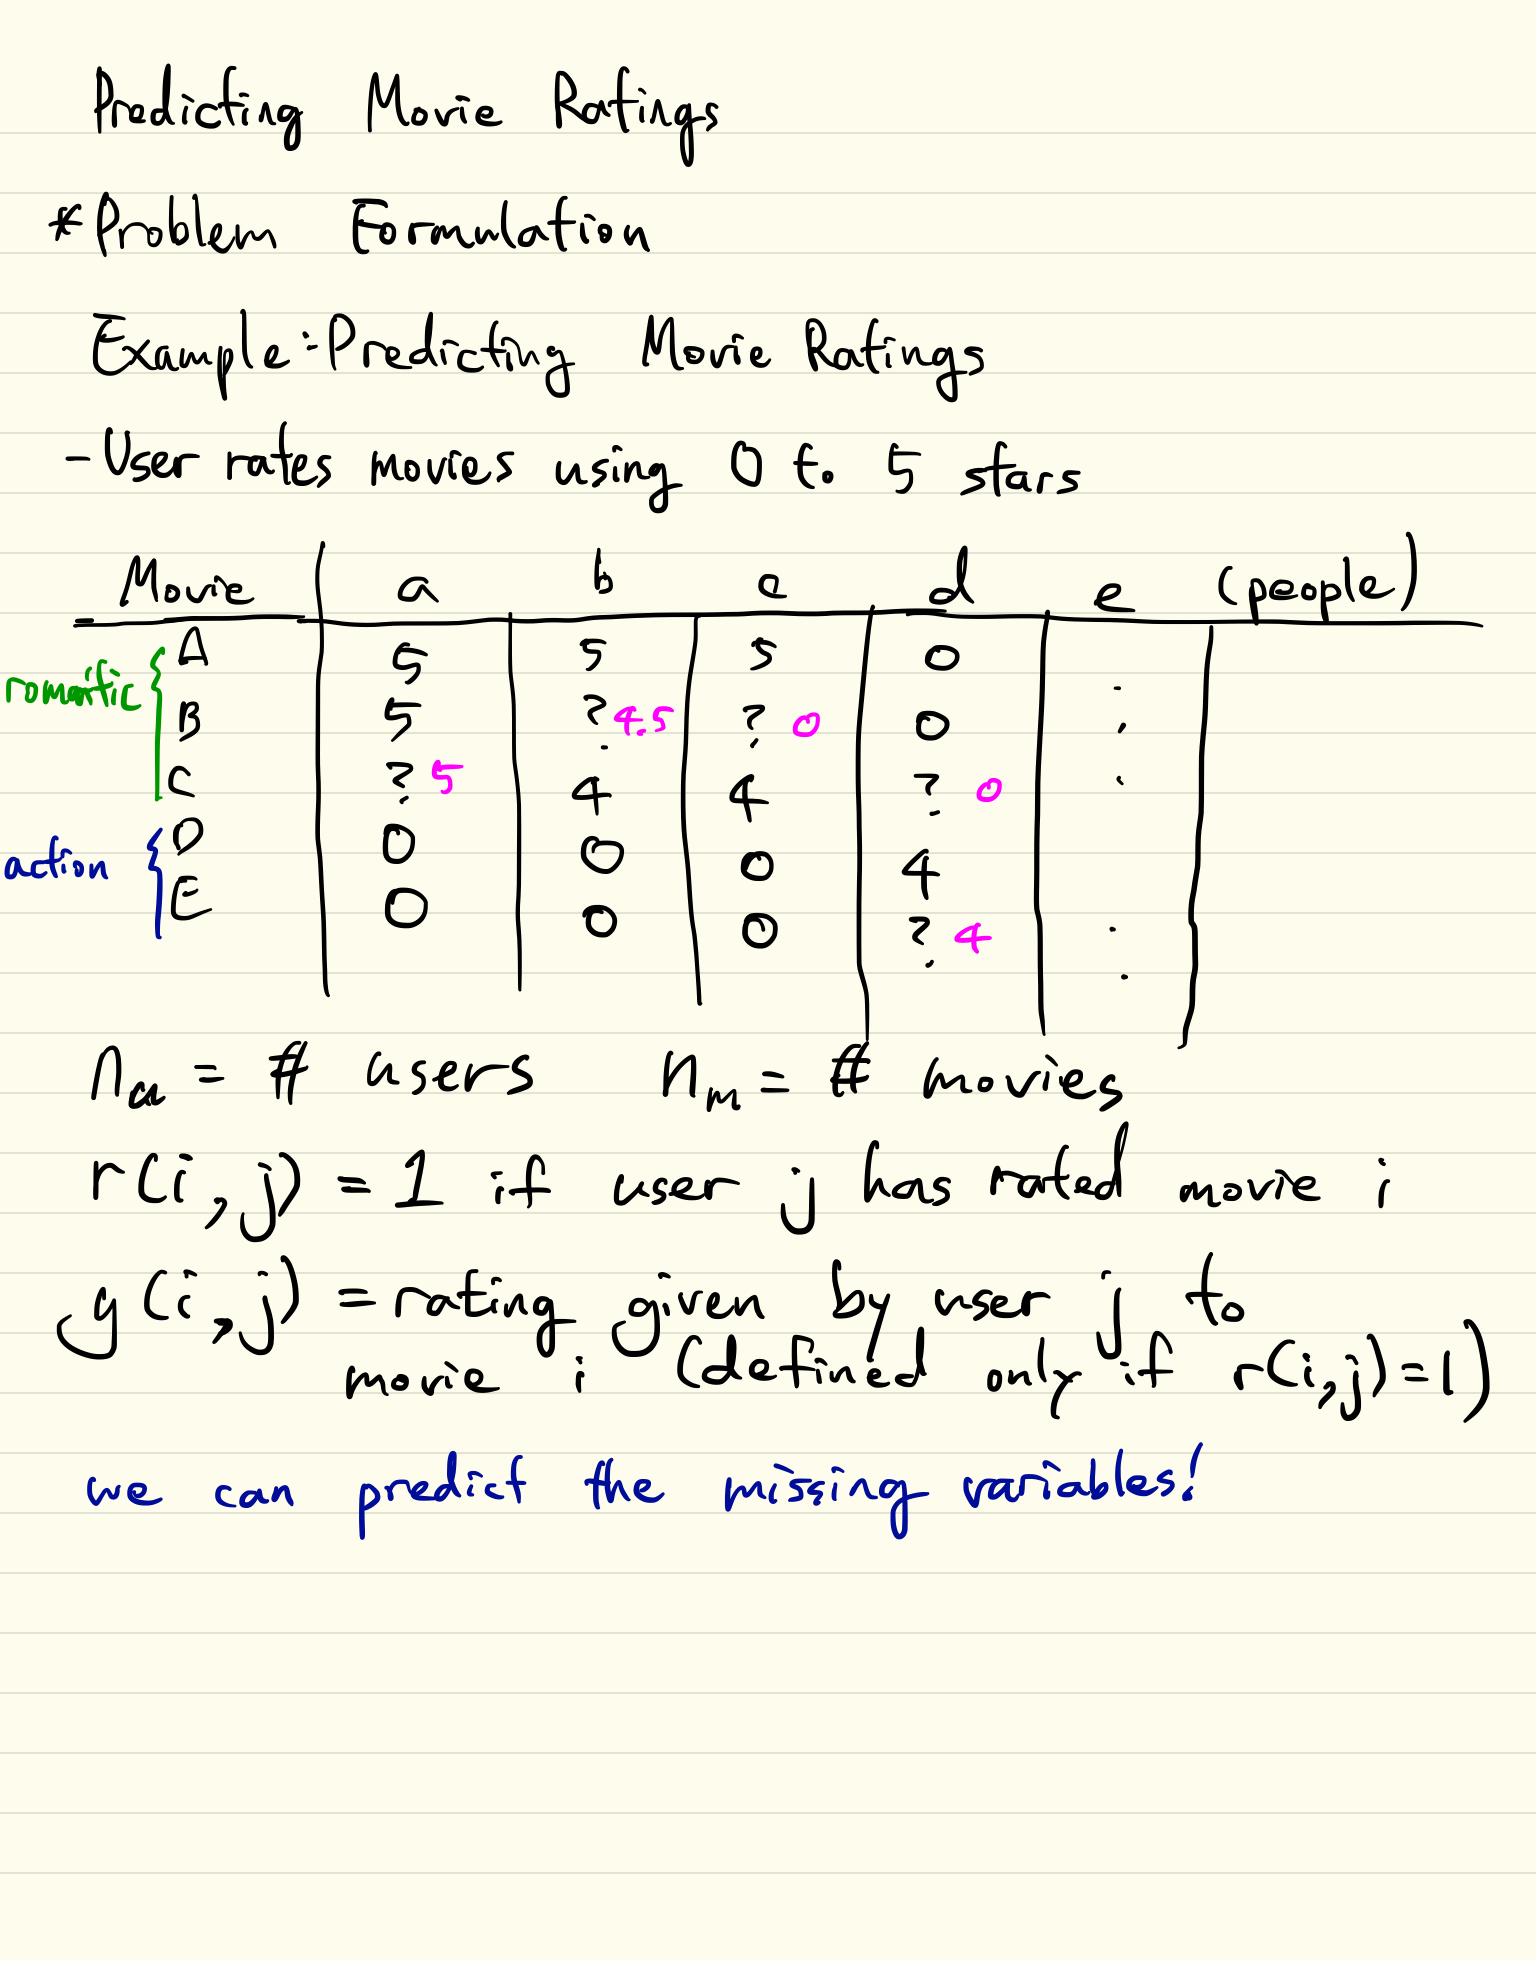 Predicting Movie Ratings
*Problem Formulation
Example: Predicting Movie Ratings
- User rates movies using 0 to 5 stars
Movie a b c d e (people)
romantic A 5 5 5 0
B 5 ? 4.5 ? 0 0
C ? 5 4 4 ? 0
action D 0 0 0 4
E 0 0 0 ? 4
nu = # users nm = # movies
r(i,j) = 1 if user j has rated movie i
y(i,j) = rating given by user j to
movie i (defined only if r(i,j)=1)
we can predict the missing variables!